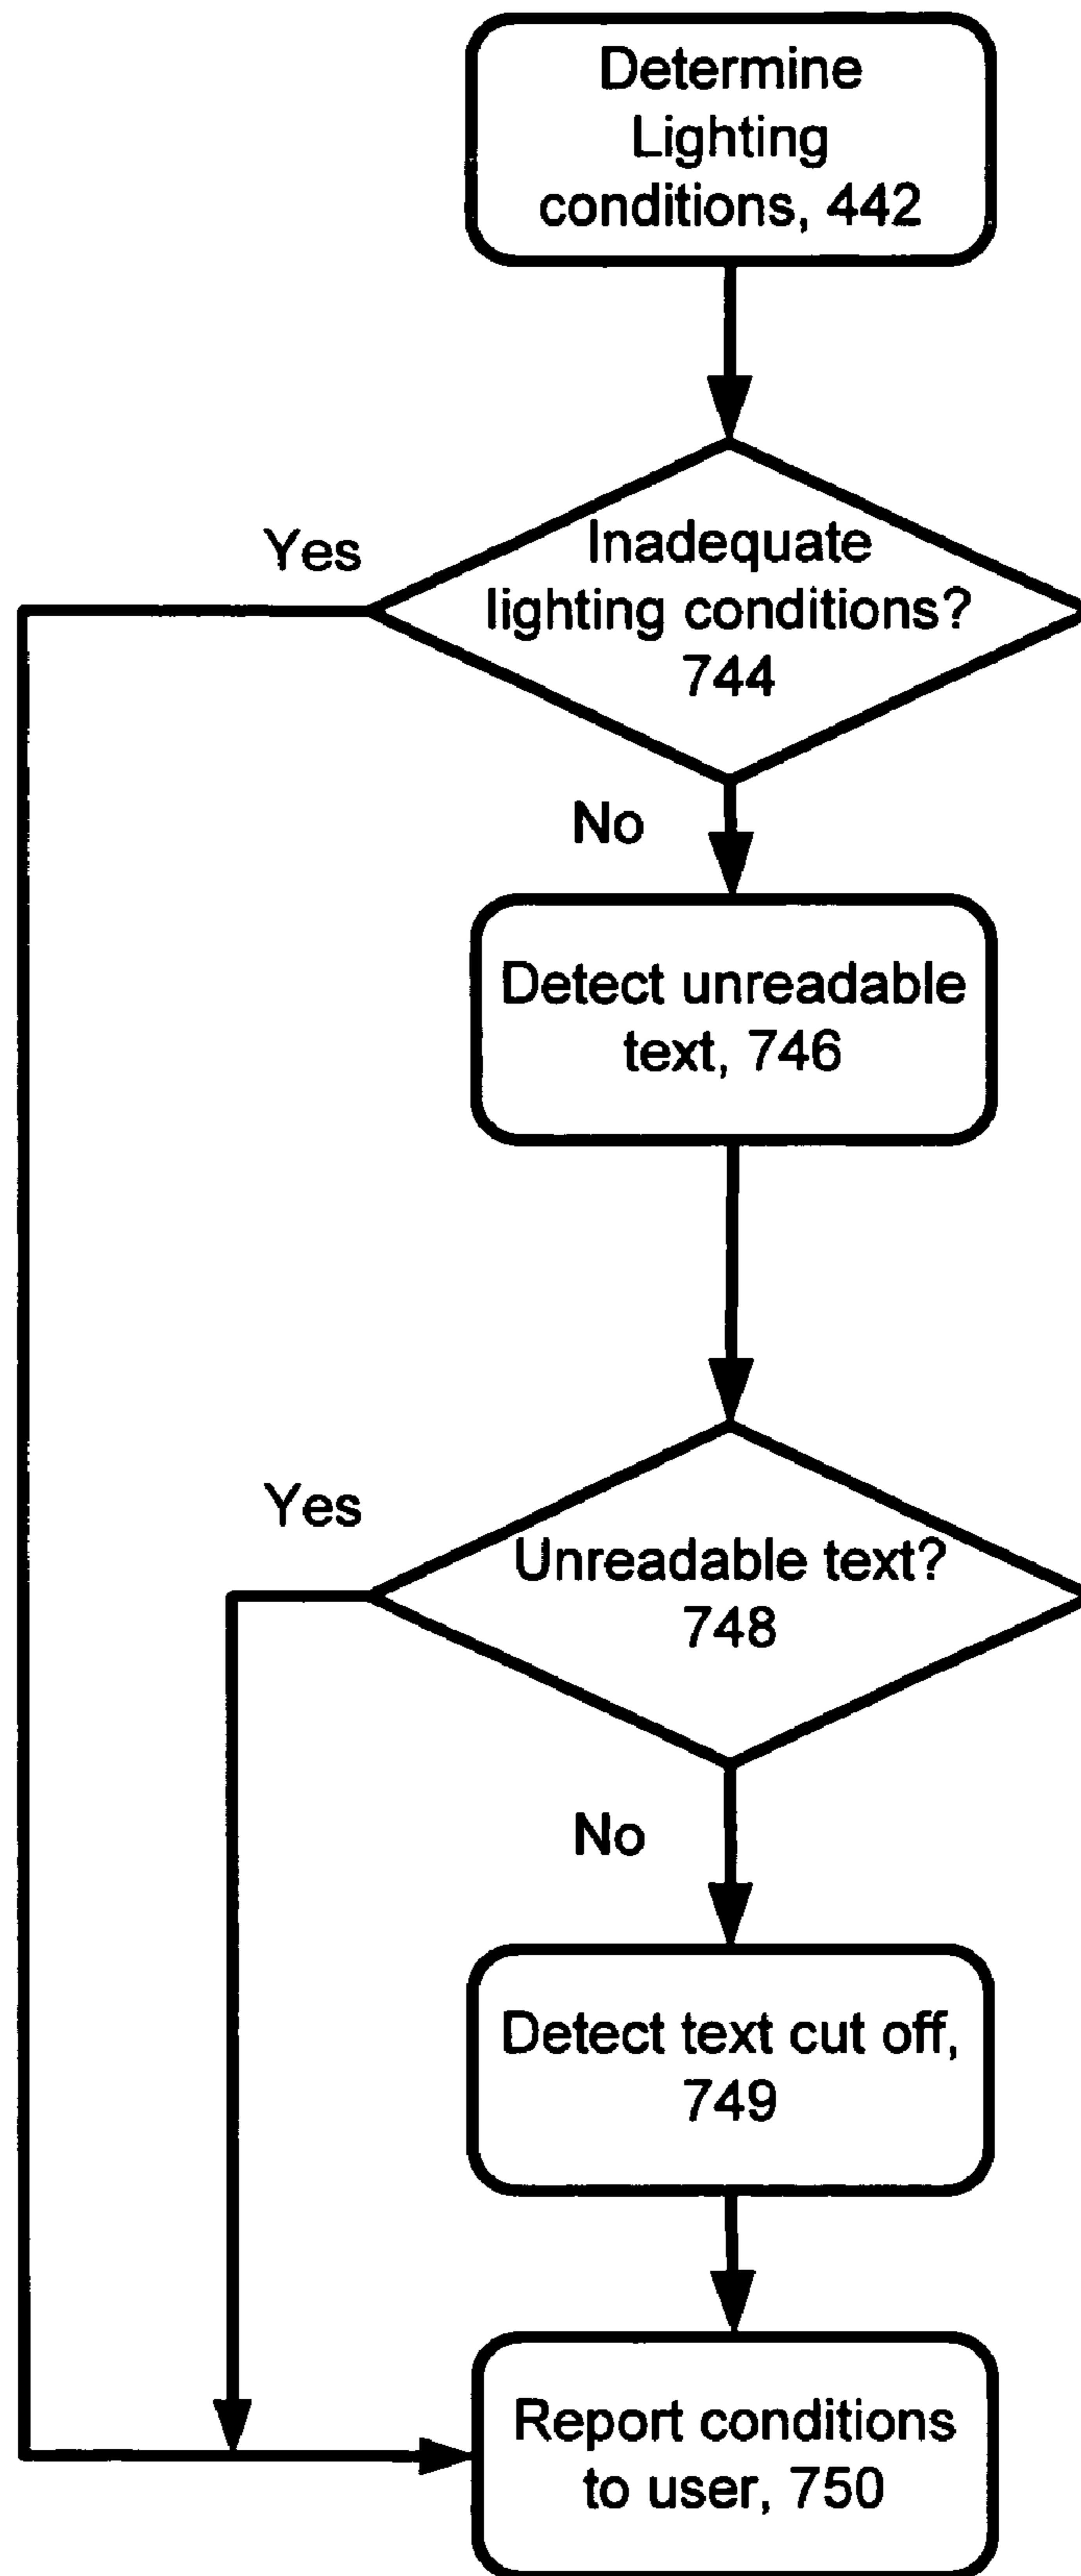 Determine
Lighting
conditions, 442
Yes
Inadequate
lighting conditions?
744
No
Detect unreadable
text, 746
Yes
Unreadable text?
748
No
Detect text cut off,
749
Report conditions
to user, 750